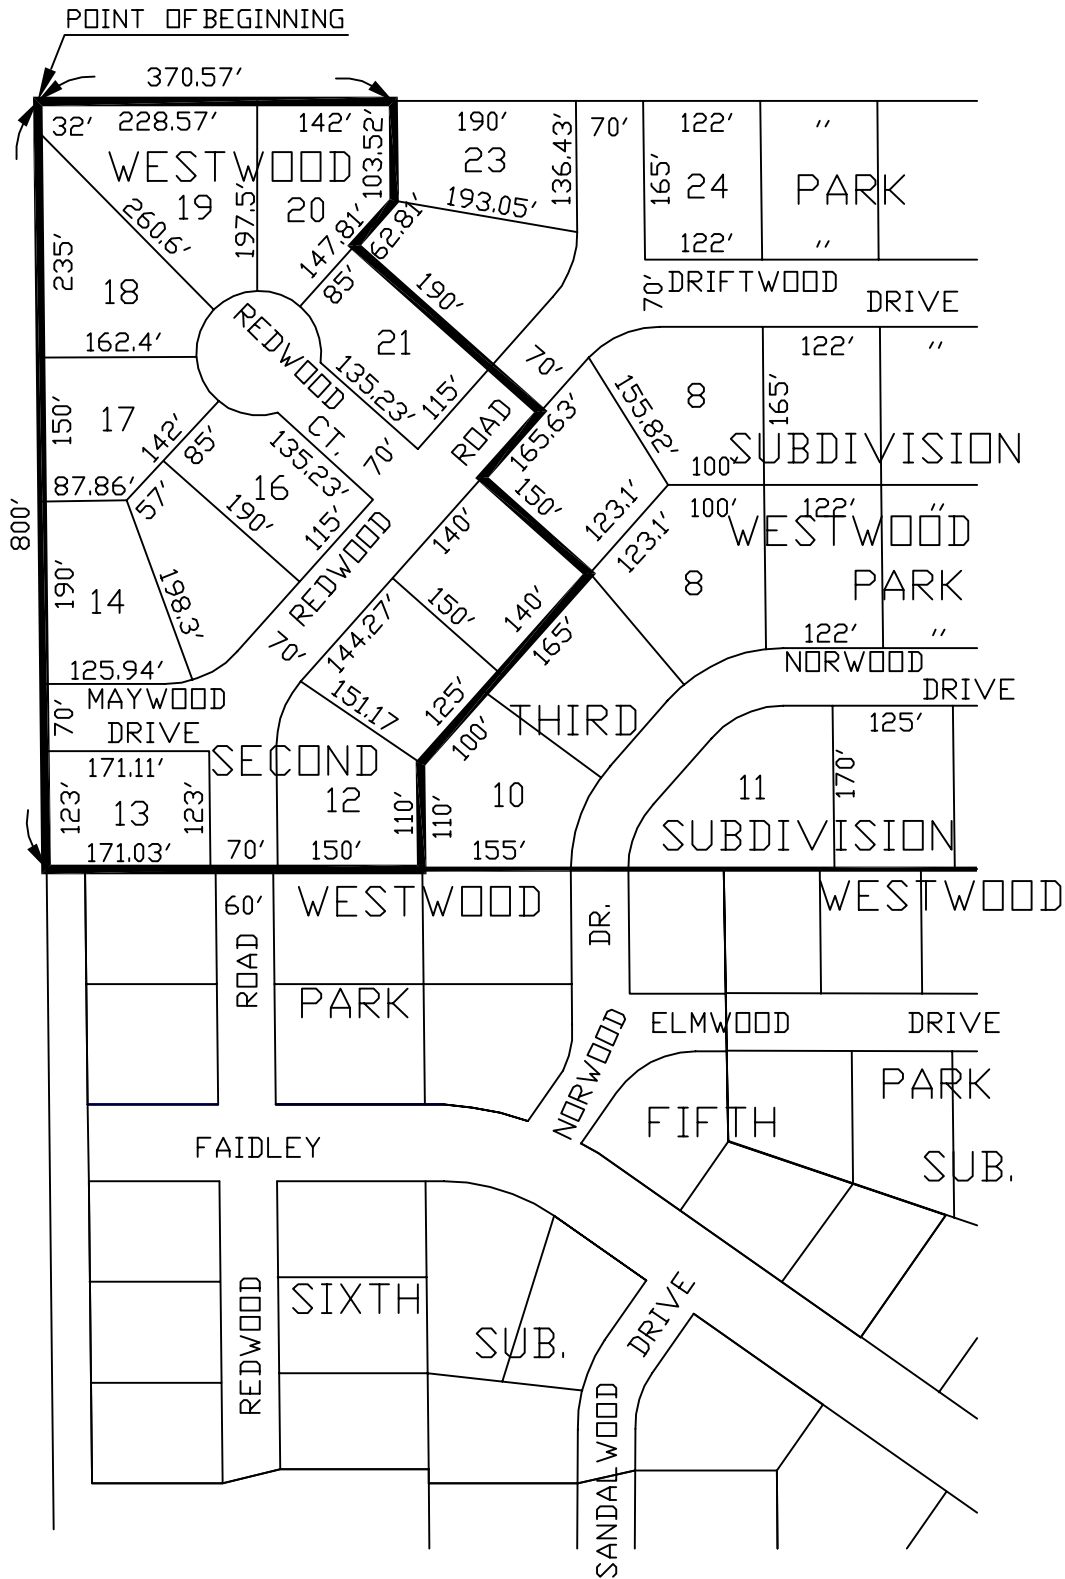 POINT OF BEGINNING
370.57'
32'
228.57'
142'
103.52'
190'
136.43'
70'
122'
"
WESTWOOD
23
165'
24
PARK
19
197.5'
20
193.05'
260.6'
147.81'
62.81'
122'
"
235'
18
85'
190'
70'
DRIFTWOOD
DRIVE
REDWOOD
CT.
162.4'
21
135.23'
115'
70'
122'
"
155.82'
8
165'
150'
17
142'
85'
135.23'
70'
ROAD
165.63'
100'
SUBDIVISION
87.86'
57'
16
190'
115'
150'
123.1'
123.1'
100'
122'
"
800'
REDWOOD
140'
WESTWOOD
190'
14
198.3'
150'
140'
165'
8
PARK
144.27'
70'
122'
"
125.94'
NORWOOD
DRIVE
70'
MAYWOOD
DRIVE
151.17
125'
100'
THIRD
125'
SECOND
171.11'
123'
13
123'
12
110'
110'
10
11
170'
SUBDIVISION
171.03'
70'
150'
155'
60'
WESTWOOD
WESTWOOD
ROAD
DR.
PARK
NORWOOD
ELMWOOD
DRIVE
PARK
FIFTH
FAIDLEY
SUB.
REDWOOD
SIXTH
DRIVE
SUB.
SANDALWOOD